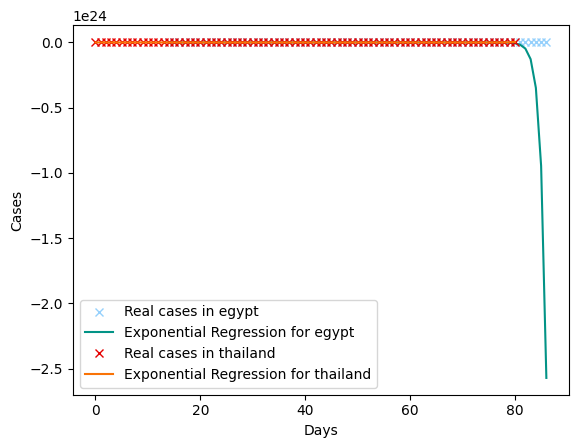 1e24
0.0
−0.5
−1.0
−1.5
−2.0
−2.5
Cases
Real cases in egypt
Exponential Regression for egypt
Real cases in thailand
Exponential Regression for thailand
0 20 40 60 80
Days